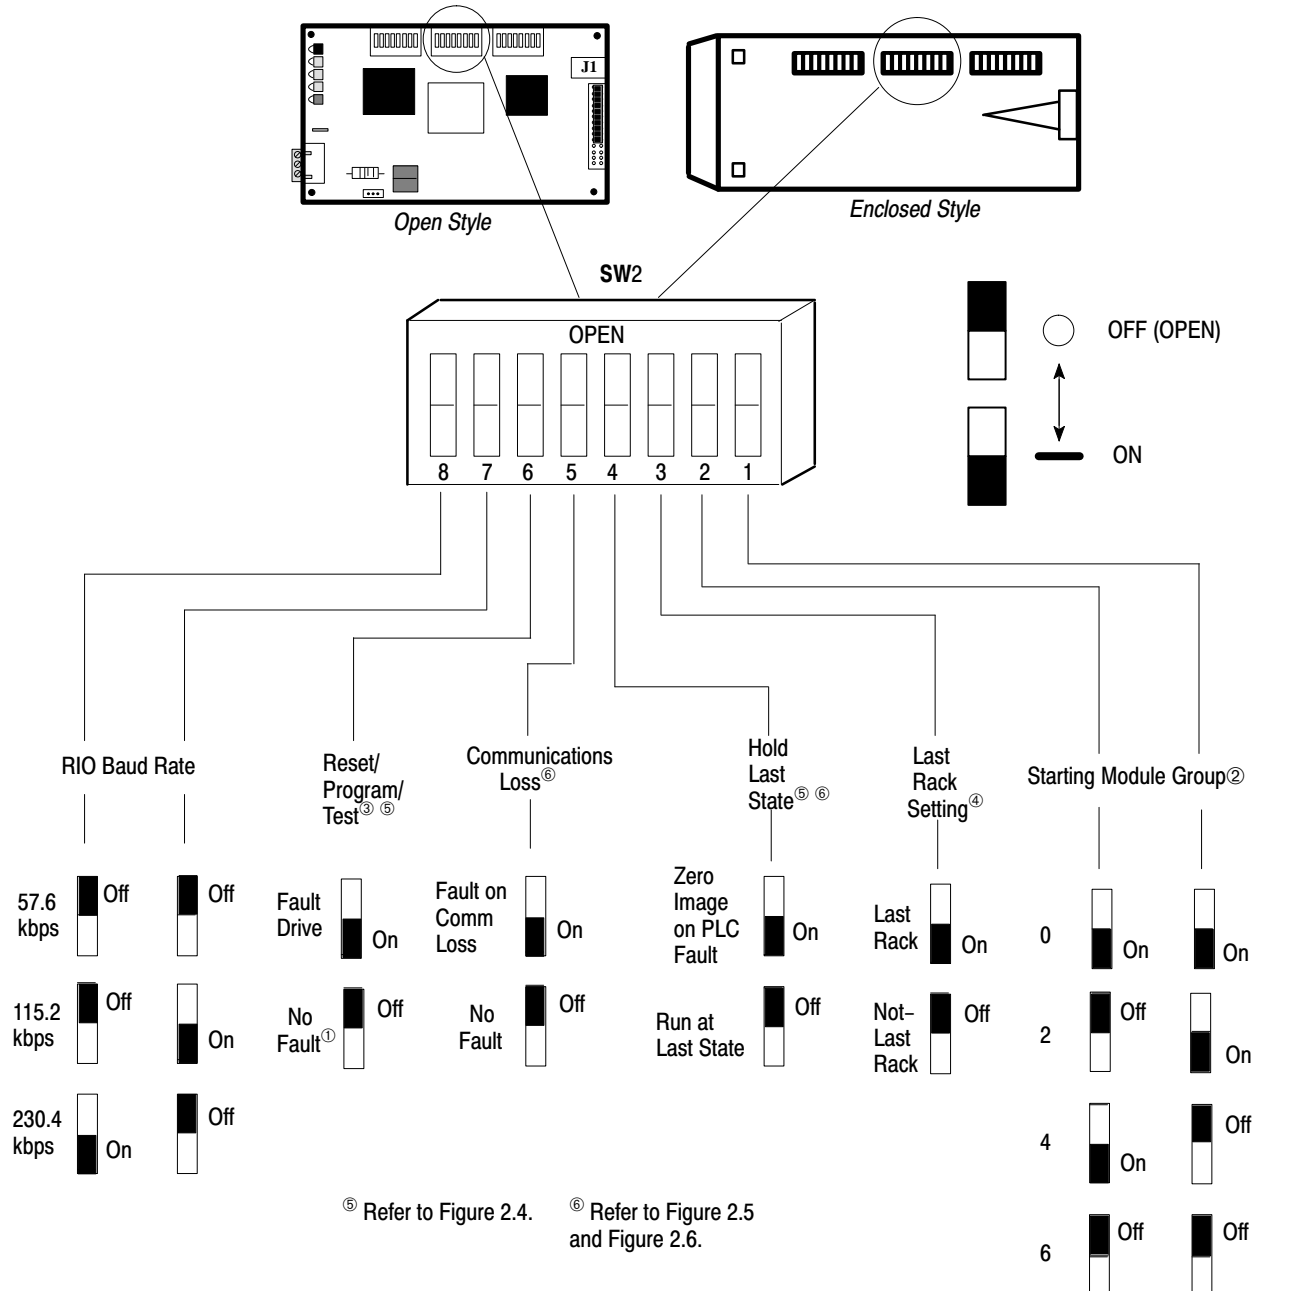 J1
Open Style
Enclosed Style
SW2
OPEN
8 7 6 5 4 3 2 1
OFF (OPEN)
ON
RIO Baud Rate
Reset/
Program/
Test③ ⑤
Communications
Loss⑥
Hold
Last
State⑤ ⑥
Last
Rack
Setting④
Starting Module Group②
57.6
kbps
Off
Off
115.2
kbps
Off
On
230.4
kbps
On
Off
Fault
Drive
On
No
Fault①
Off
Fault on
Comm
Loss
On
No
Fault
Off
Zero
Image
on PLC
Fault
On
Run at
Last State
Off
Last
Rack
On
Not–
Last
Rack
Off
0
On
On
2
Off
On
4
On
Off
6
Off
Off
⑤ Refer to Figure 2.4.
⑥ Refer to Figure 2.5
and Figure 2.6.